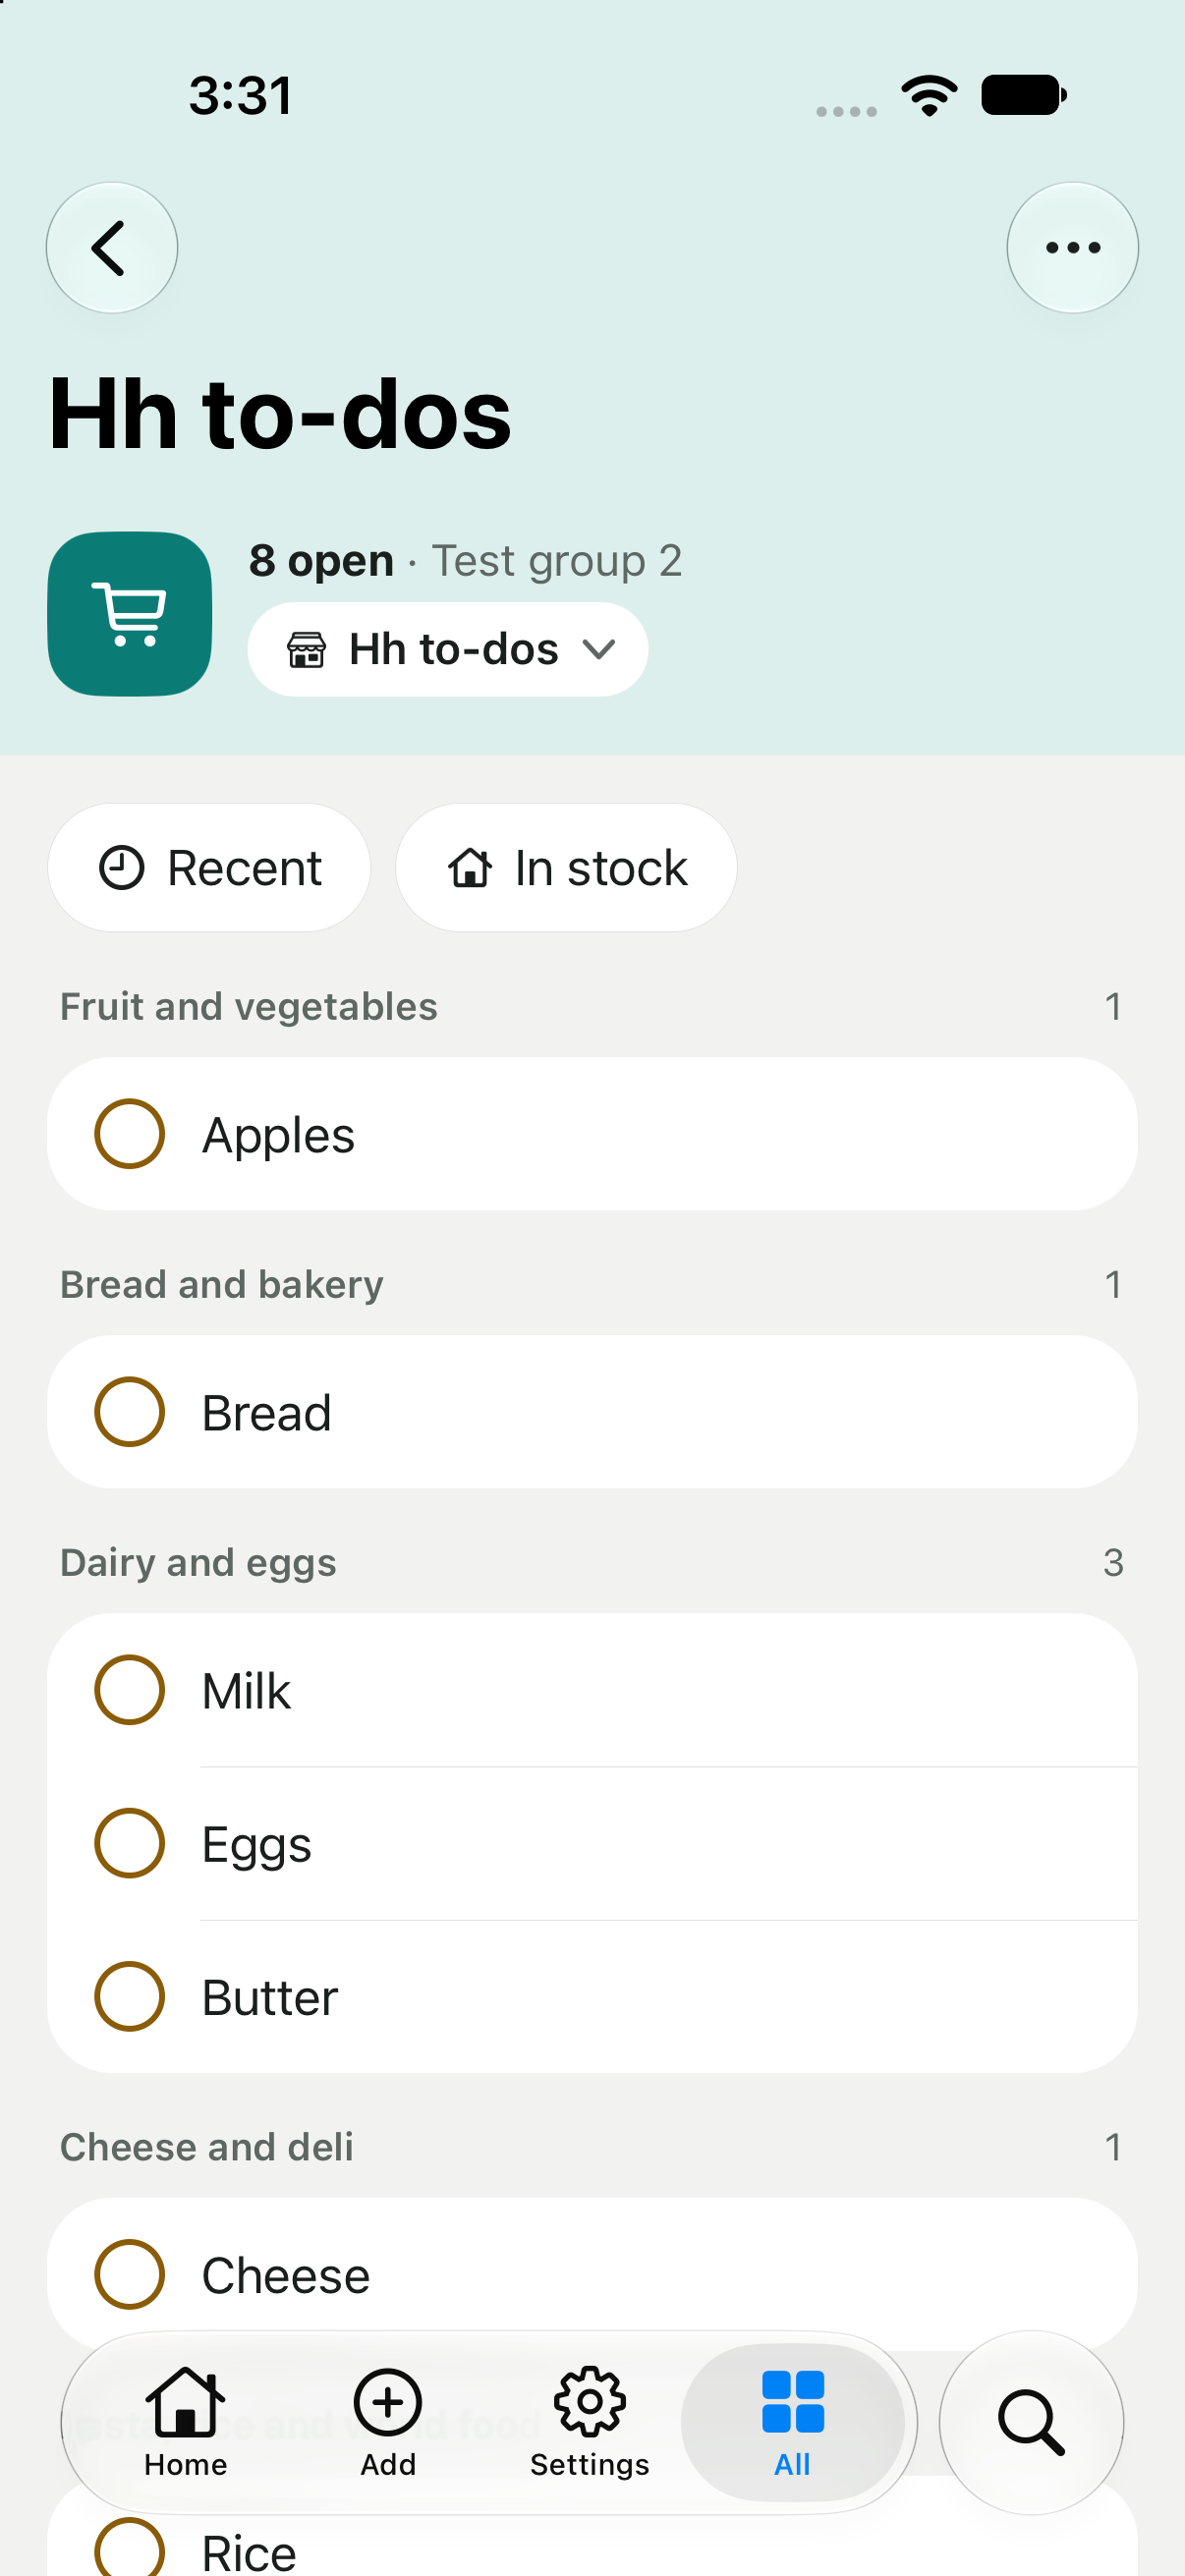 3:31
Hh to-dos
8 open · Test group 2
Hh to-dos
Recent
In stock
Fruit and vegetables 1
Apples
Bread and bakery 1
Bread
Dairy and eggs 3
Milk
Eggs
Butter
Cheese and deli 1
Cheese
Home Add Settings All
Rice